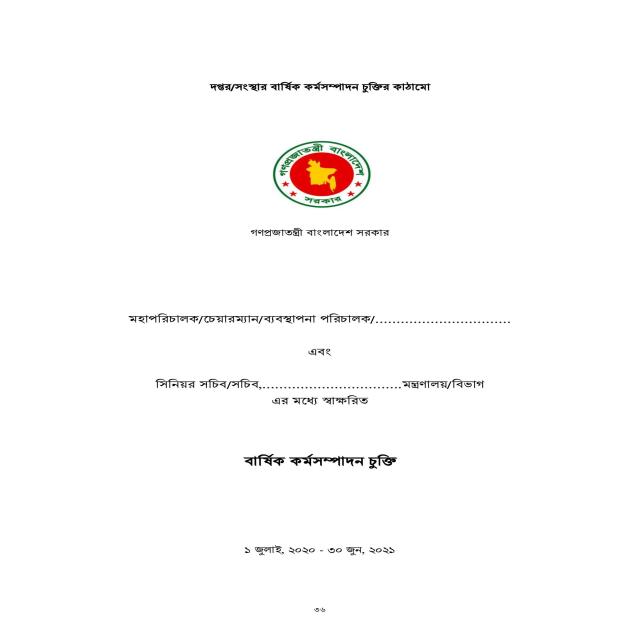 দপ্তর/সংস্থার বার্ষিক কর্মসম্পাদন চুক্তির কাঠামো
গণপ্রজাতন্ত্রী বাংলাদেশ
সরকার
গণপ্রজাতন্ত্রী বাংলাদেশ সরকার
মহাপরিচালক/চেয়ারম্যান/ব্যবস্থাপনা পরিচালক/................................
এবং
সিনিয়র সচিব/সচিব,.................................মন্ত্রণালয়/বিভাগ
এর মধ্যে স্বাক্ষরিত
বার্ষিক কর্মসম্পাদন চুক্তি
১ জুলাই, ২০২০ - ৩০ জুন, ২০২১
৩৬